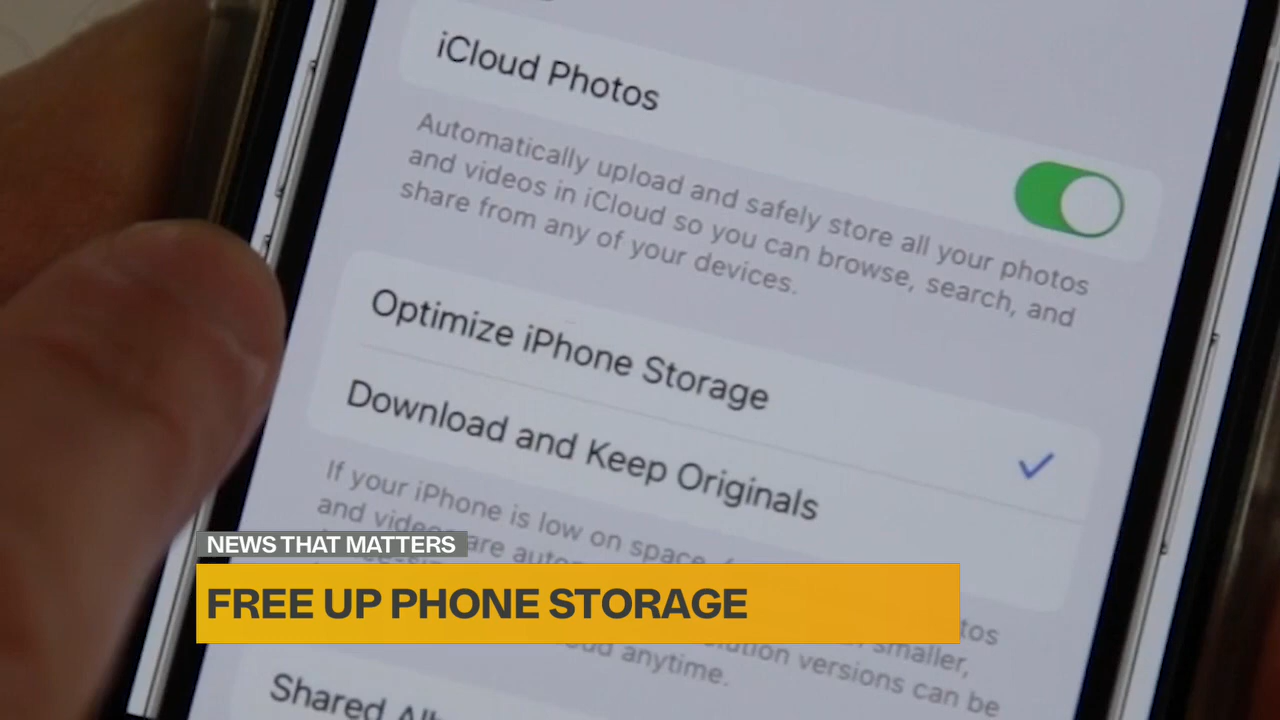 iCloud Photos
Automatically upload and safely store all your photos
and videos in iCloud so you can browse, search, and
share from any of your devices.
Optimize iPhone Storage
Download and Keep Originals
If your iPhone is low on space,
and videos are
smaller,
versions can be
anytime.
Shared
NEWS THAT MATTERS
FREE UP PHONE STORAGE